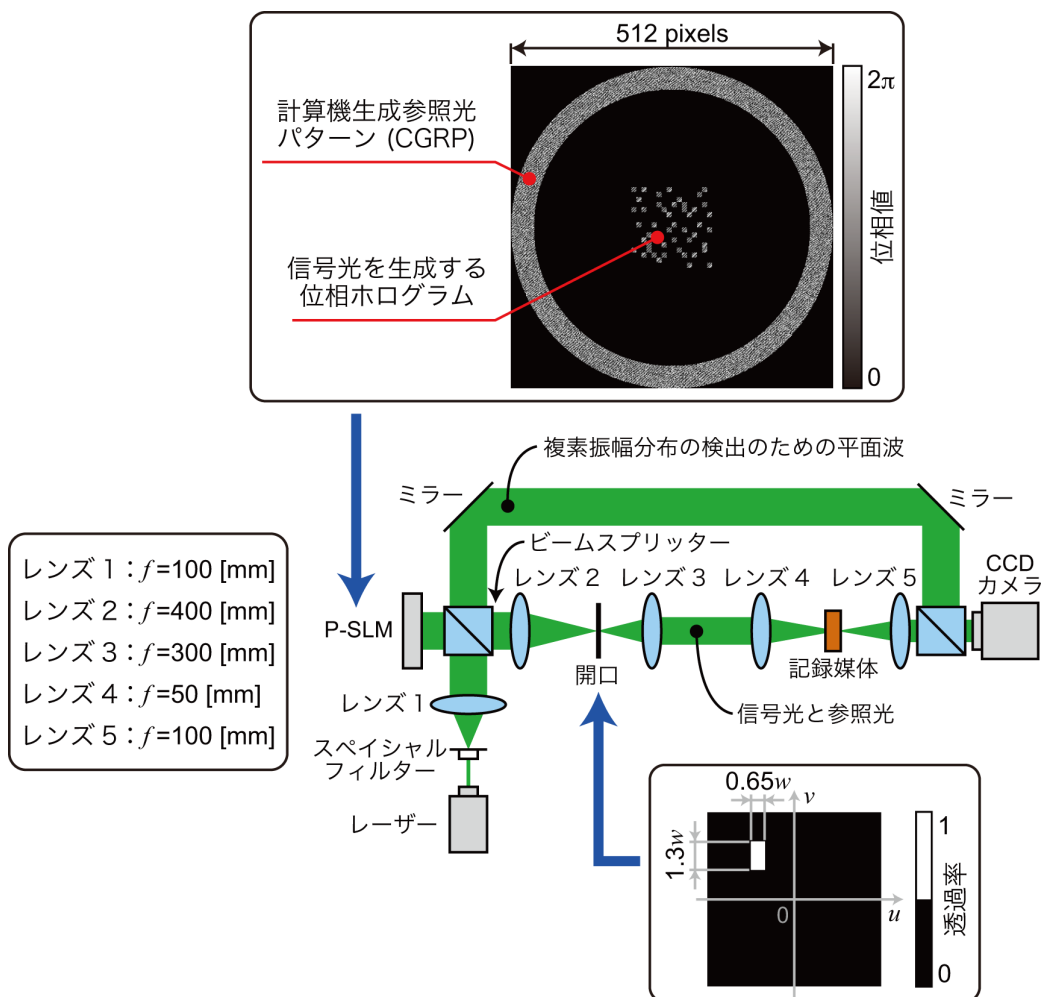 512 pixels
計算機生成参照光
パターン (CGRP)
信号光を生成する
位相ホログラム
2π
位相値
0
複素振幅分布の検出のための平面波
ミラー
ミラー
ビームスプリッター
レンズ1：f=100 [mm]
レンズ2：f=400 [mm]
レンズ3：f=300 [mm]
レンズ4：f=50 [mm]
レンズ5：f=100 [mm]
P-SLM
レンズ2
レンズ3
レンズ4
レンズ5
CCD
カメラ
開口
記録媒体
レンズ1
信号光と参照光
スペイシャル
フィルター
レーザー
0.65w
v
1.3w
0
u
1
透過率
0